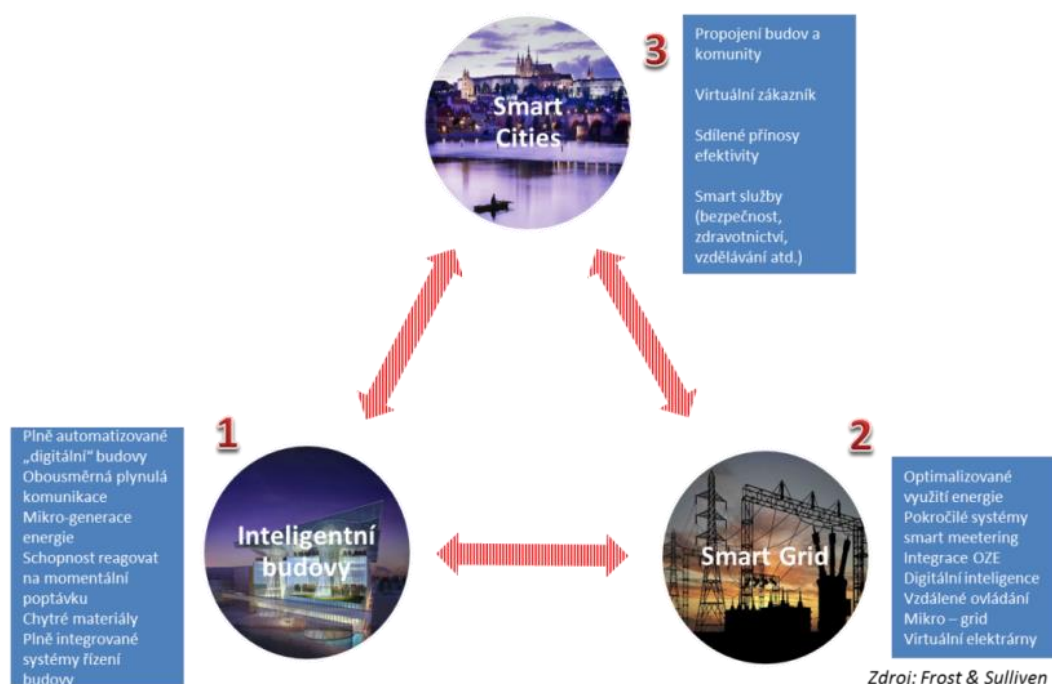 3
Propojení budov a
komunity
Virtuální zákazník
Sdílené přínosy
efektivity
Smart služby
(bezpečnost,
zdravotnictví,
vzdělávání atd.)
Smart
Cities
1
Plně automatizované
„digitální“ budovy
Obousměrná plynulá
komunikace
Mikro-generace
energie
Schopnost reagovat
na momentální
poptávku
Chytré materiály
Plně integrované
systémy řízení
budovy
Inteligentní
budovy
2
Smart Grid
Optimalizované
využití energie
Pokročilé systémy
smart meetering
Integrace OZE
Digitální inteligence
Vzdálené ovládání
Mikro – grid
Virtuální elektrárny
Zdroj: Frost & Sulliven